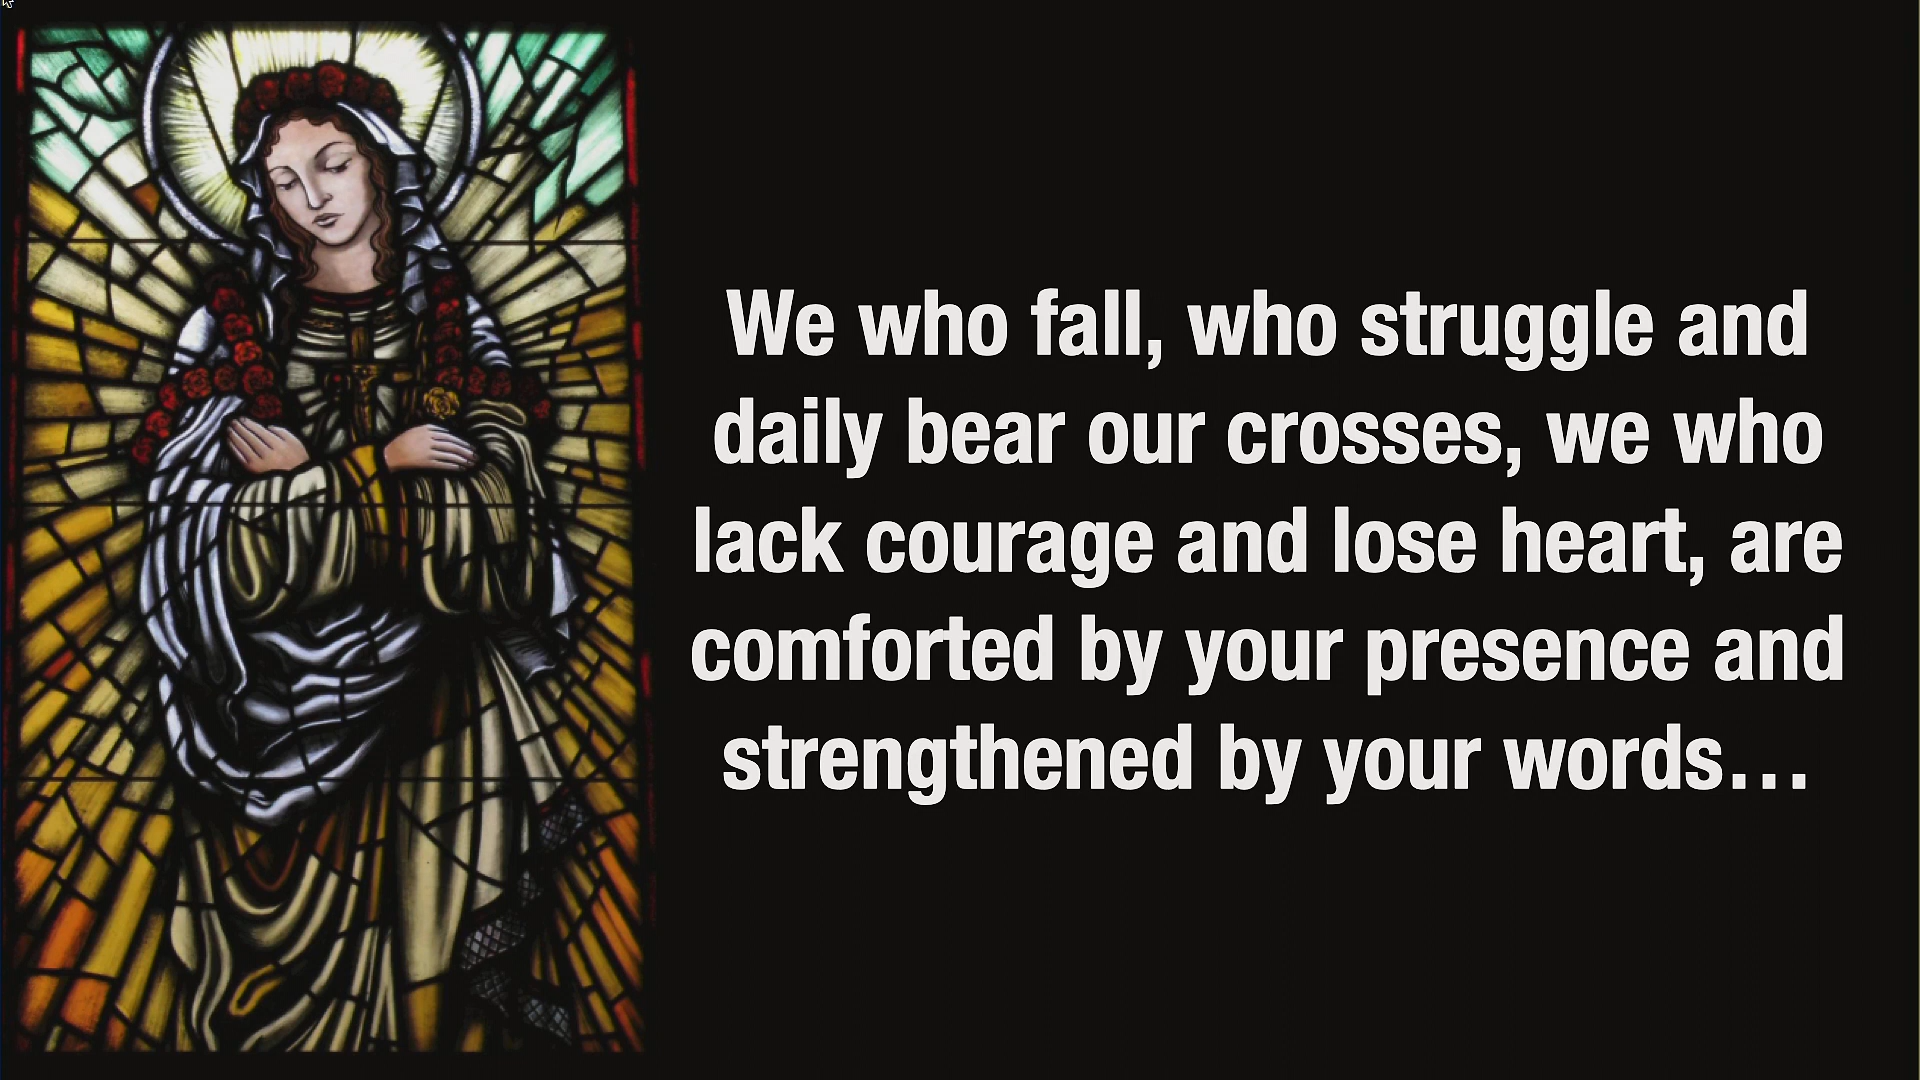 We who fall, who struggle and
daily bear our crosses, we who
lack courage and lose heart, are
comforted by your presence and
strengthened by your words…